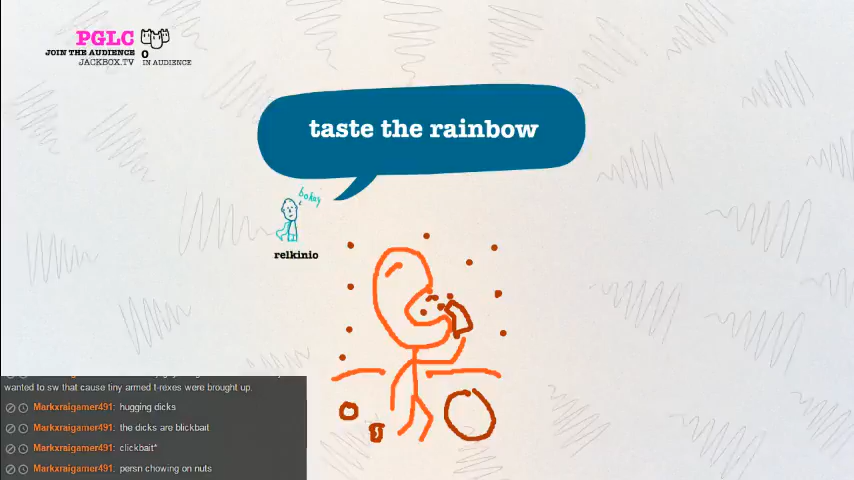 PGLC
JOIN THE AUDIENCE
JACKBOX.TV
0
IN AUDIENCE
taste the rainbow
relkinio
wanted to sw that cause tiny armed t-rexes were brought up.
Markxraigamer491: hugging dicks
Markxraigamer491: the dicks are blickbait
Markxraigamer491: clickbait*
Markxraigamer491: persn chowing on nuts